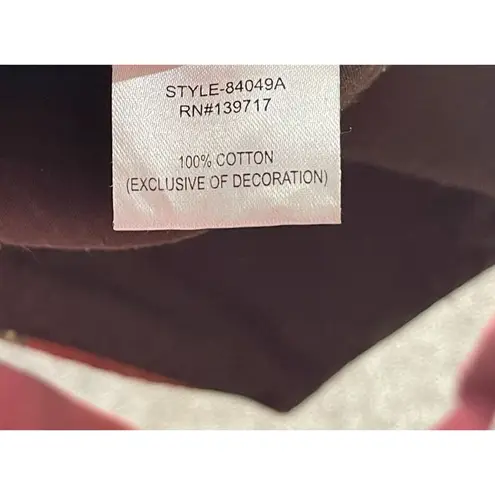 STYLE-84049A
RN#139717
100% COTTON
(EXCLUSIVE OF DECORATION)